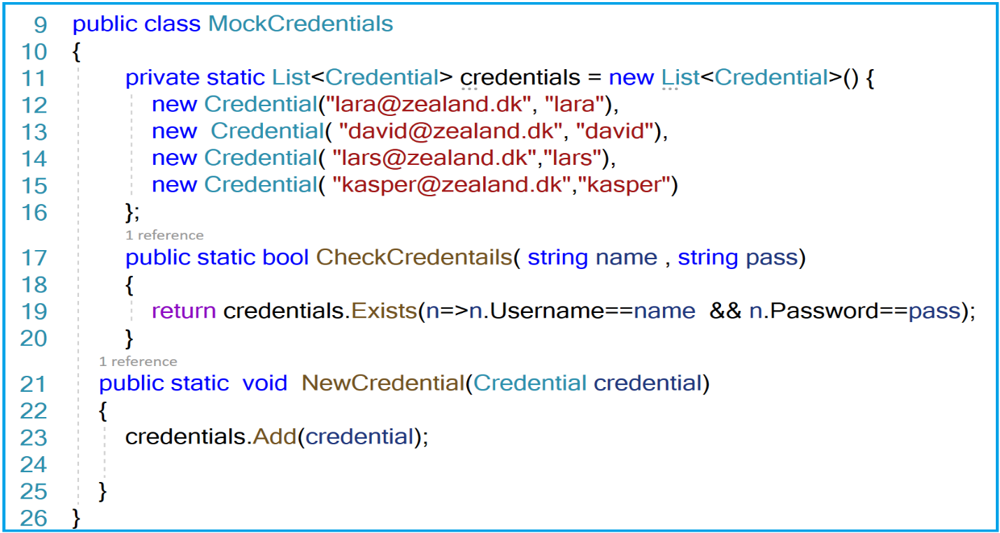 9 public class MockCredentials
10 {
11 private static List<Credential> credentials = new List<Credential>() {
12 new Credential("lara@zealand.dk", "lara"),
13 new  Credential( "david@zealand.dk", "david"),
14 new Credential( "lars@zealand.dk","lars"),
15 new Credential( "kasper@zealand.dk","kasper")
16 };
1 reference
17 public static bool CheckCredentails( string name , string pass)
18 {
19 return credentials.Exists(n=>n.Username==name  && n.Password==pass);
20 }
1 reference
21 public static  void  NewCredential(Credential credential)
22 {
23 credentials.Add(credential);
24
25 }
26 }